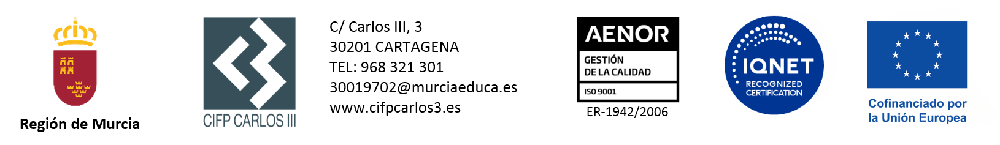 Región de Murcia
CIFP CARLOS III
C/ Carlos III, 3
30201 CARTAGENA
TEL: 968 321 301
30019702@murciaeduca.es
www.cifpcarlos3.es
AENOR
GESTIÓN
DE LA CALIDAD
ISO 9001
ER-1942/2006
IQNET
RECOGNIZED
CERTIFICATION
Cofinanciado por
la Unión Europea